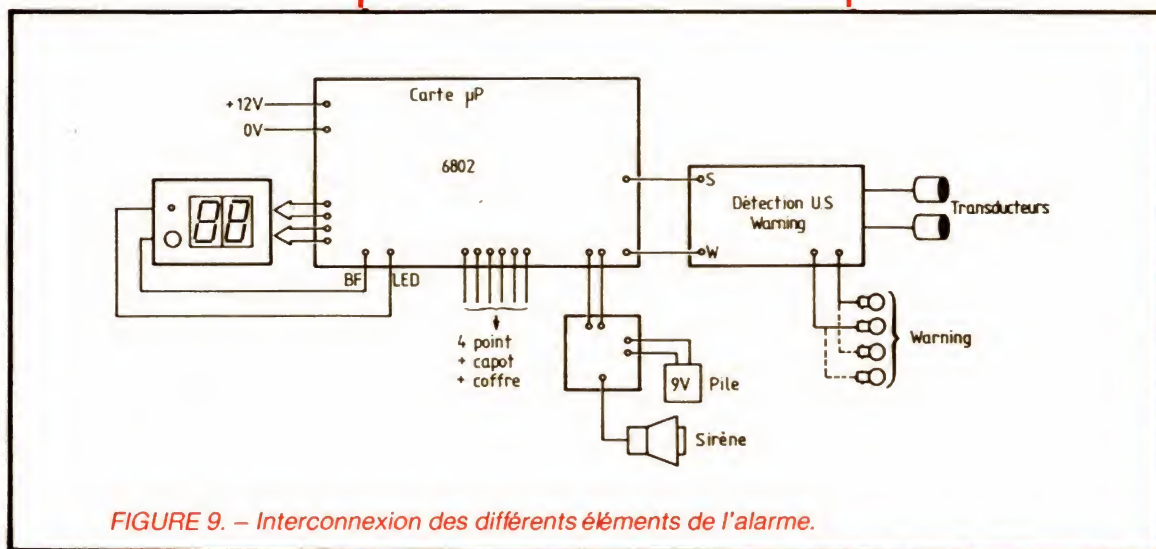 Carte µP
+12V
0V
6802
S
Détection U.S
Warning
Transducteurs
W
BF
LED
4 point
+ capot
+ coffre
Warning
9V
Pile
Sirène
FIGURE 9. – Interconnexion des différents éléments de l'alarme.